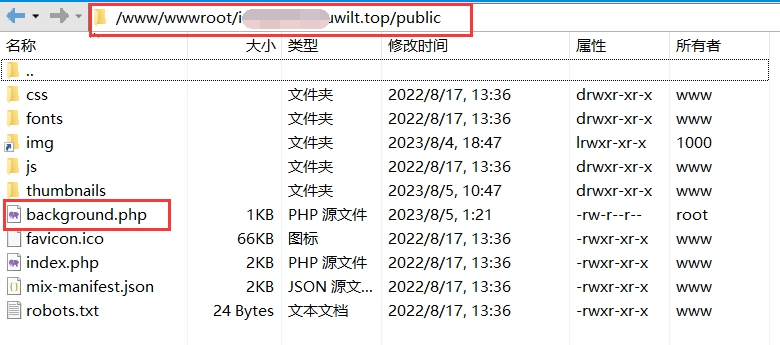 /www/wwwroot/i uwilt.top/public
名称 大小 类型 修改时间 属性 所有者
..
css 文件夹 2022/8/17, 13:36 drwxr-xr-x www
fonts 文件夹 2022/8/17, 13:36 drwxr-xr-x www
img 文件夹 2023/8/4, 18:47 lrwxr-xr-x 1000
js 文件夹 2022/8/17, 13:36 drwxr-xr-x www
thumbnails 文件夹 2023/8/5, 10:47 drwxr-xr-x www
background.php 1KB PHP 源文件 2023/8/5, 1:21 -rw-r--r-- root
favicon.ico 66KB 图标 2022/8/17, 13:36 -rwxr-xr-x www
index.php 2KB PHP 源文件 2022/8/17, 13:36 -rwxr-xr-x www
mix-manifest.json 2KB JSON 源文... 2022/8/17, 13:36 -rwxr-xr-x www
robots.txt 24 Bytes 文本文档 2022/8/17, 13:36 -rwxr-xr-x www